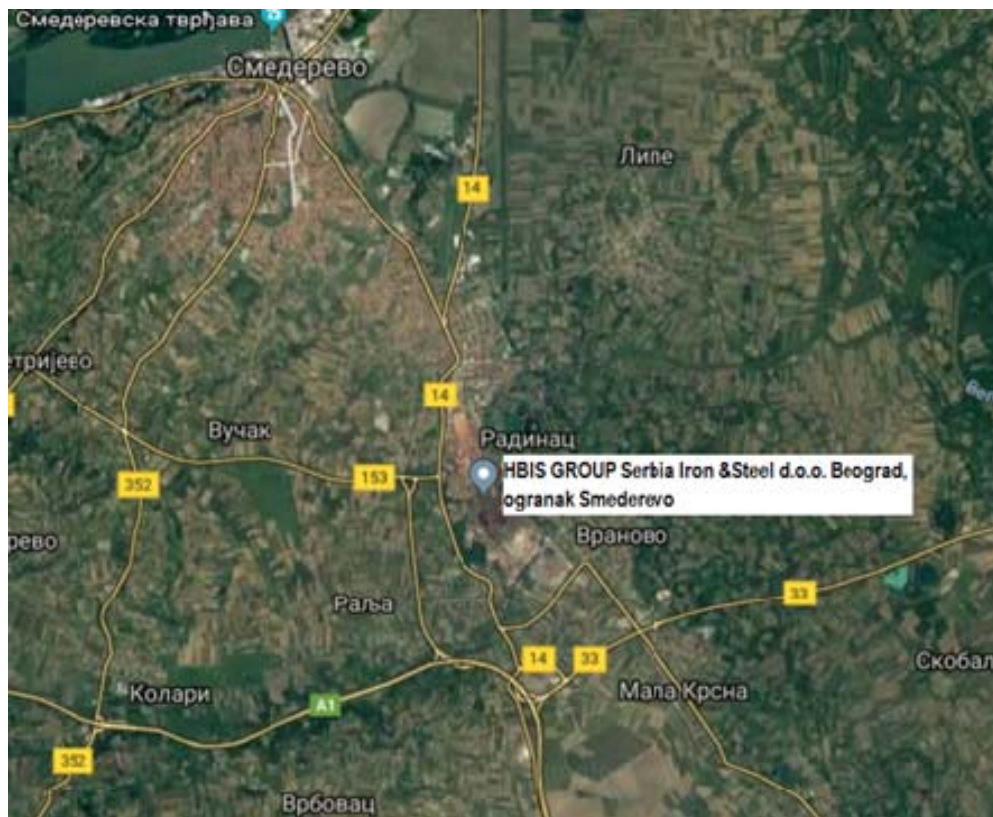 Смедеревска тврђава
Смедерево
14
Липе
етријево
14
Вучак
Радинац
153
352
HBIS GROUP Serbia Iron &Steel d.o.o. Beograd,
ogranak Smederevo
Враново
рево
33
Раља
14
33
Скобал
Колари
Мала Крсна
A1
352
Врбовац